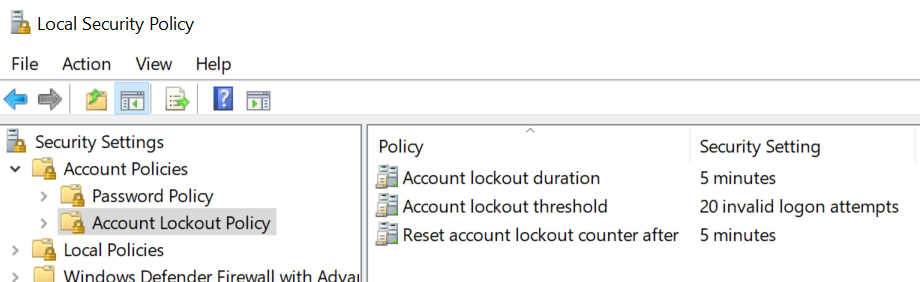 Local Security Policy
File Action View Help
Security Settings
Account Policies
Password Policy
Account Lockout Policy
Local Policies
Windows Defender Firewall with Advar
Policy Security Setting
Account lockout duration 5 minutes
Account lockout threshold 20 invalid logon attempts
Reset account lockout counter after 5 minutes